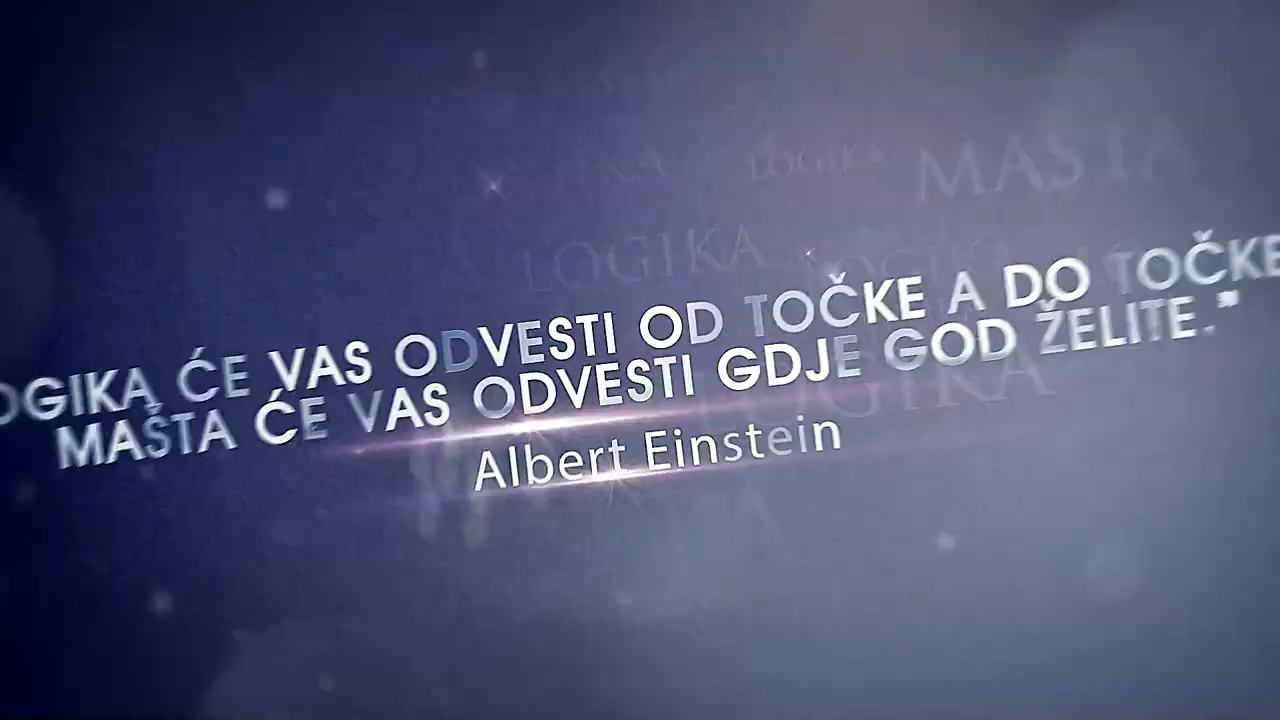 MAŠTA
LOGIKA
LOGIKA
OGIKA ĆE VAS ODVESTI OD TOČKE A DO TOČKE
MAŠTA ĆE VAS ODVESTI GDJE GOD ŽELITE.”
LOGIKA
Albert Einstein